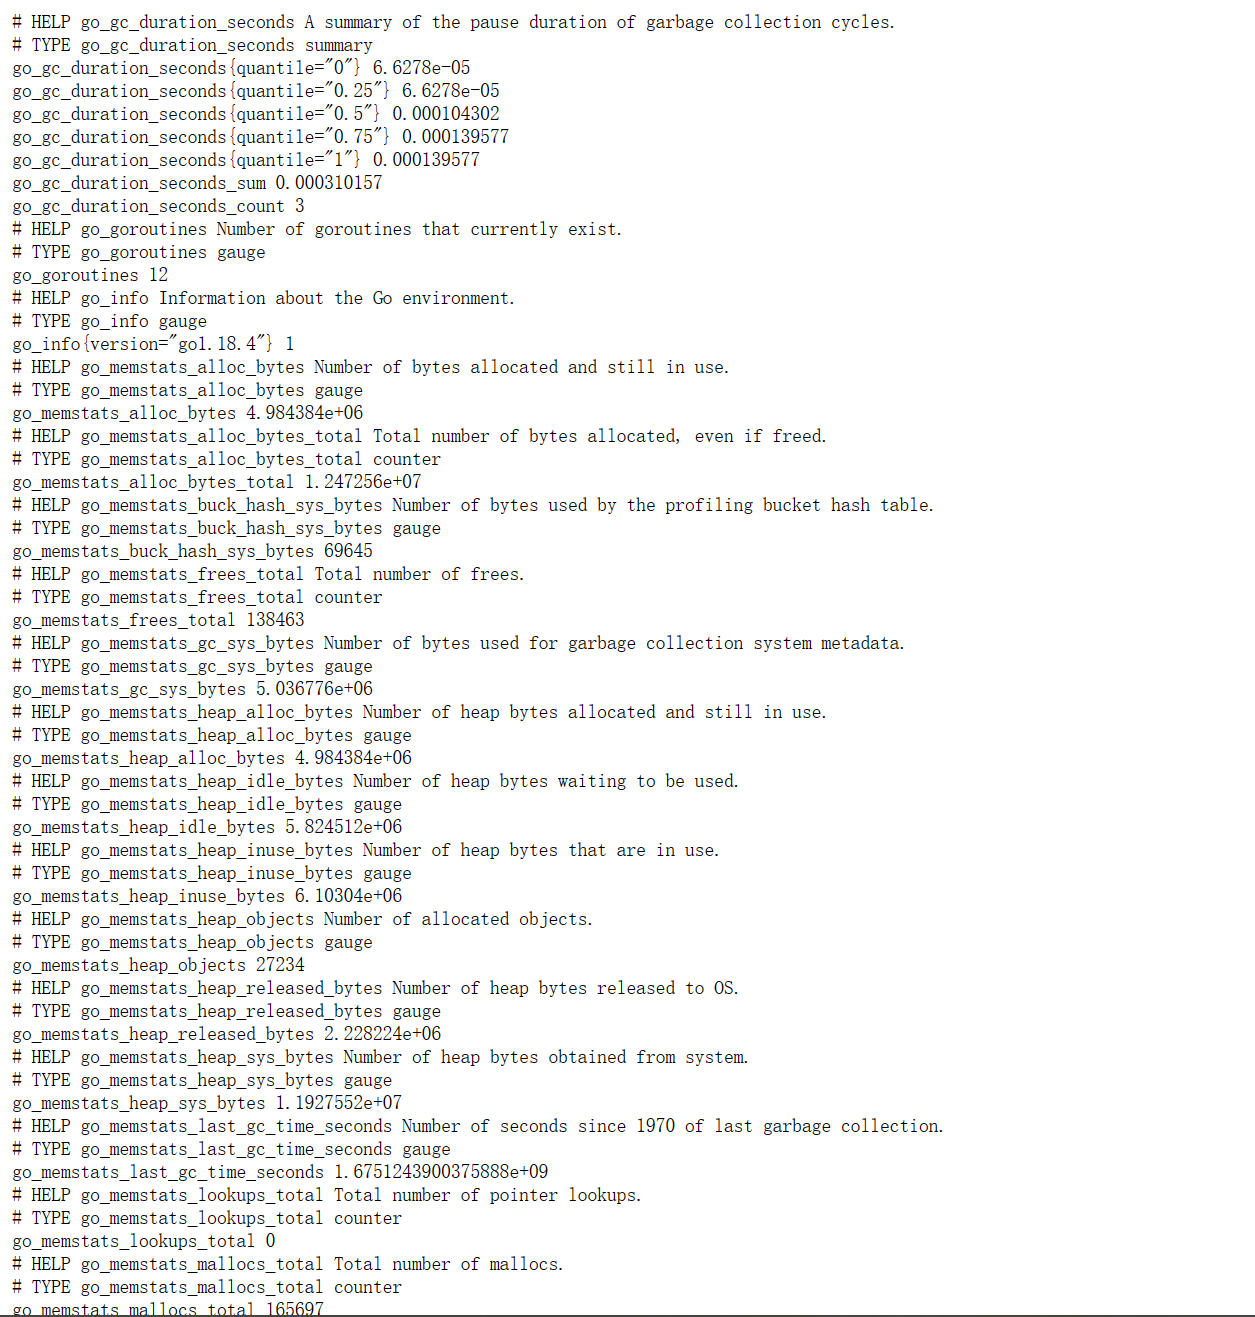 # HELP go_gc_duration_seconds A summary of the pause duration of garbage collection cycles.
# TYPE go_gc_duration_seconds summary
go_gc_duration_seconds{quantile="0"} 6.6278e-05
go_gc_duration_seconds{quantile="0.25"} 6.6278e-05
go_gc_duration_seconds{quantile="0.5"} 0.000104302
go_gc_duration_seconds{quantile="0.75"} 0.000139577
go_gc_duration_seconds{quantile="1"} 0.000139577
go_gc_duration_seconds_sum 0.000310157
go_gc_duration_seconds_count 3
# HELP go_goroutines Number of goroutines that currently exist.
# TYPE go_goroutines gauge
go_goroutines 12
# HELP go_info Information about the Go environment.
# TYPE go_info gauge
go_info{version="go1.18.4"} 1
# HELP go_memstats_alloc_bytes Number of bytes allocated and still in use.
# TYPE go_memstats_alloc_bytes gauge
go_memstats_alloc_bytes 4.984384e+06
# HELP go_memstats_alloc_bytes_total Total number of bytes allocated, even if freed.
# TYPE go_memstats_alloc_bytes_total counter
go_memstats_alloc_bytes_total 1.247256e+07
# HELP go_memstats_buck_hash_sys_bytes Number of bytes used by the profiling bucket hash table.
# TYPE go_memstats_buck_hash_sys_bytes gauge
go_memstats_buck_hash_sys_bytes 69645
# HELP go_memstats_frees_total Total number of frees.
# TYPE go_memstats_frees_total counter
go_memstats_frees_total 138463
# HELP go_memstats_gc_sys_bytes Number of bytes used for garbage collection system metadata.
# TYPE go_memstats_gc_sys_bytes gauge
go_memstats_gc_sys_bytes 5.036776e+06
# HELP go_memstats_heap_alloc_bytes Number of heap bytes allocated and still in use.
# TYPE go_memstats_heap_alloc_bytes gauge
go_memstats_heap_alloc_bytes 4.984384e+06
# HELP go_memstats_heap_idle_bytes Number of heap bytes waiting to be used.
# TYPE go_memstats_heap_idle_bytes gauge
go_memstats_heap_idle_bytes 5.824512e+06
# HELP go_memstats_heap_inuse_bytes Number of heap bytes that are in use.
# TYPE go_memstats_heap_inuse_bytes gauge
go_memstats_heap_inuse_bytes 6.10304e+06
# HELP go_memstats_heap_objects Number of allocated objects.
# TYPE go_memstats_heap_objects gauge
go_memstats_heap_objects 27234
# HELP go_memstats_heap_released_bytes Number of heap bytes released to OS.
# TYPE go_memstats_heap_released_bytes gauge
go_memstats_heap_released_bytes 2.228224e+06
# HELP go_memstats_heap_sys_bytes Number of heap bytes obtained from system.
# TYPE go_memstats_heap_sys_bytes gauge
go_memstats_heap_sys_bytes 1.1927552e+07
# HELP go_memstats_last_gc_time_seconds Number of seconds since 1970 of last garbage collection.
# TYPE go_memstats_last_gc_time_seconds gauge
go_memstats_last_gc_time_seconds 1.6751243900375888e+09
# HELP go_memstats_lookups_total Total number of pointer lookups.
# TYPE go_memstats_lookups_total counter
go_memstats_lookups_total 0
# HELP go_memstats_mallocs_total Total number of mallocs.
# TYPE go_memstats_mallocs_total counter
go_memstats_mallocs_total 165697